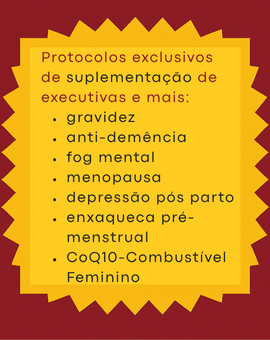 Protocolos exclusivos
de suplementação de
executivas e mais:
• gravidez
• anti-demência
• fog mental
• menopausa
• depressão pós parto
• enxaqueca pré-
menstrual
• CoQ10-Combustível
Feminino